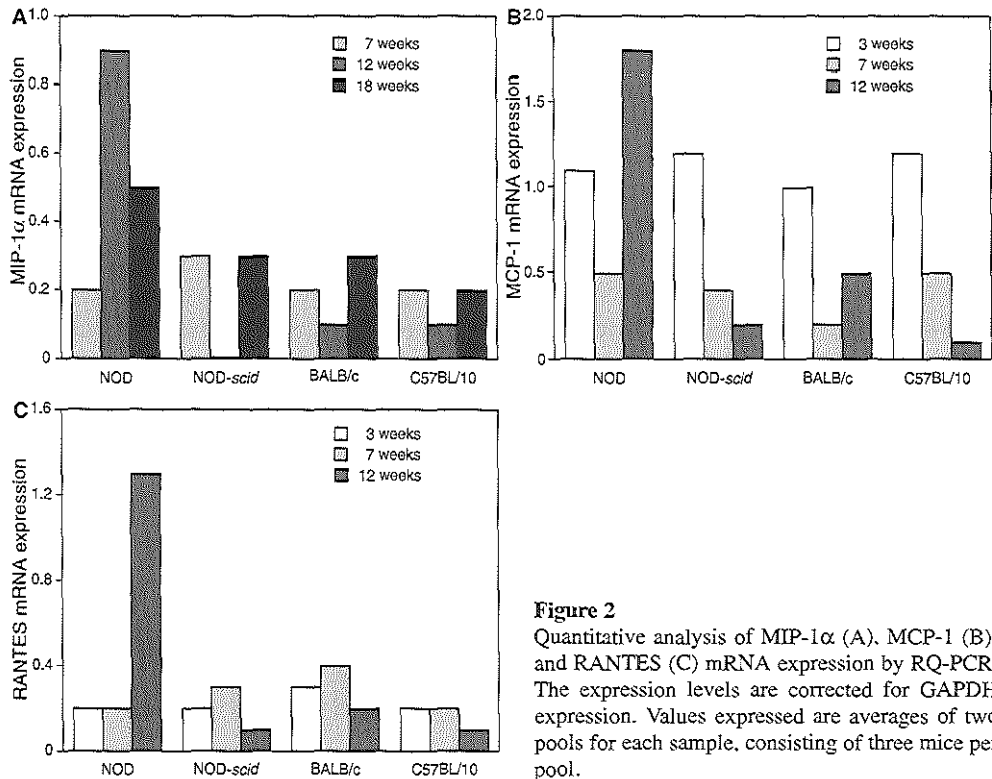 A
1.0
0.8
0.6
0.4
0.2
0
MIP-1α mRNA expression
7 weeks
12 weeks
18 weeks
NOD
NOD-scid
BALB/c
C57BL/10
B
2.0
1.5
1.0
0.5
0
MCP-1 mRNA expression
3 weeks
7 weeks
12 weeks
NOD
NOD-scid
BALB/c
C57BL/10
C
1.6
1.2
0.8
0.4
0
RANTES mRNA expression
3 weeks
7 weeks
12 weeks
NOD
NOD-scid
BALB/c
C57BL/10
Figure 2
Quantitative analysis of MIP-1α (A), MCP-1 (B)
and RANTES (C) mRNA expression by RQ-PCR
The expression levels are corrected for GAPDH
expression. Values expressed are averages of two
pools for each sample, consisting of three mice per
pool.